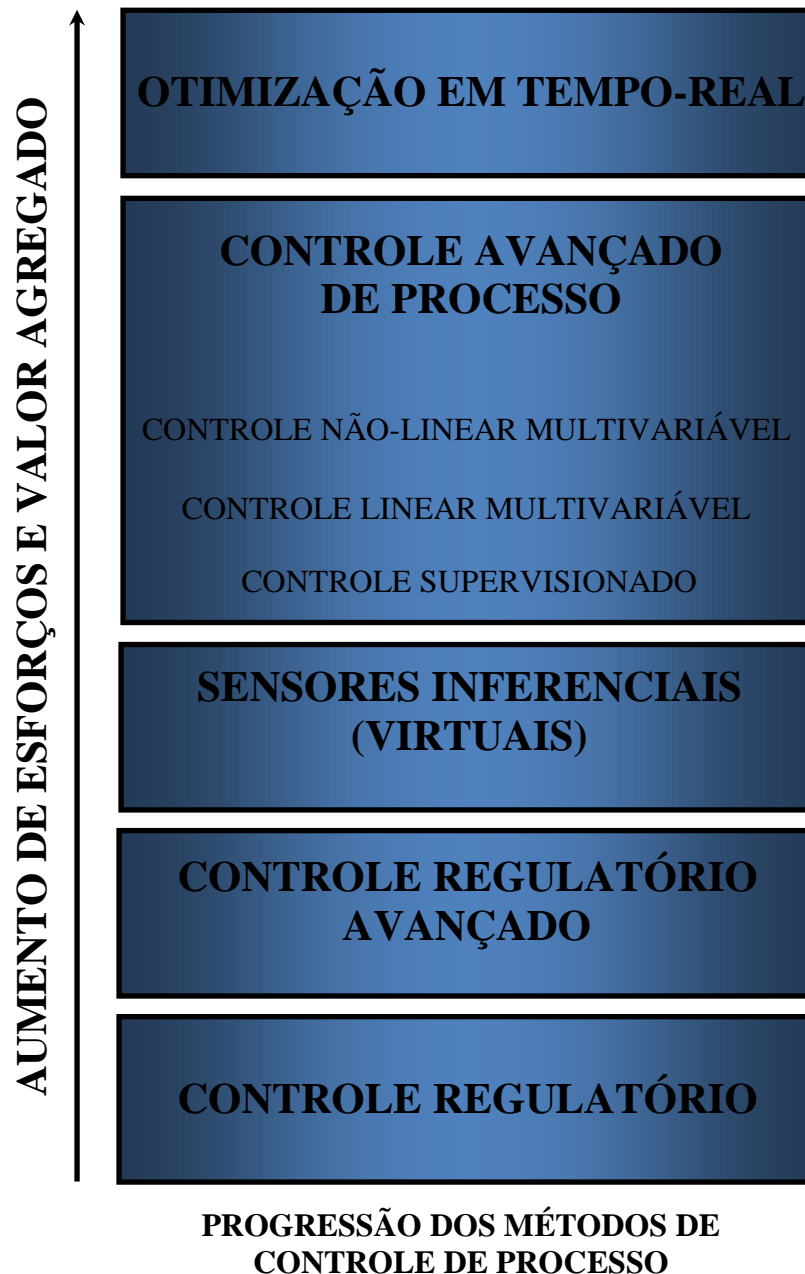 AUMENTO DE ESFORÇOS E VALOR AGREGADO
OTIMIZAÇÃO EM TEMPO-REAL
CONTROLE AVANÇADO
DE PROCESSO
CONTROLE NÃO-LINEAR MULTIVARIÁVEL
CONTROLE LINEAR MULTIVARIÁVEL
CONTROLE SUPERVISIONADO
SENSORES INFERENCIAIS
(VIRTUAIS)
CONTROLE REGULATÓRIO
AVANÇADO
CONTROLE REGULATÓRIO
PROGRESSÃO DOS MÉTODOS DE
CONTROLE DE PROCESSO